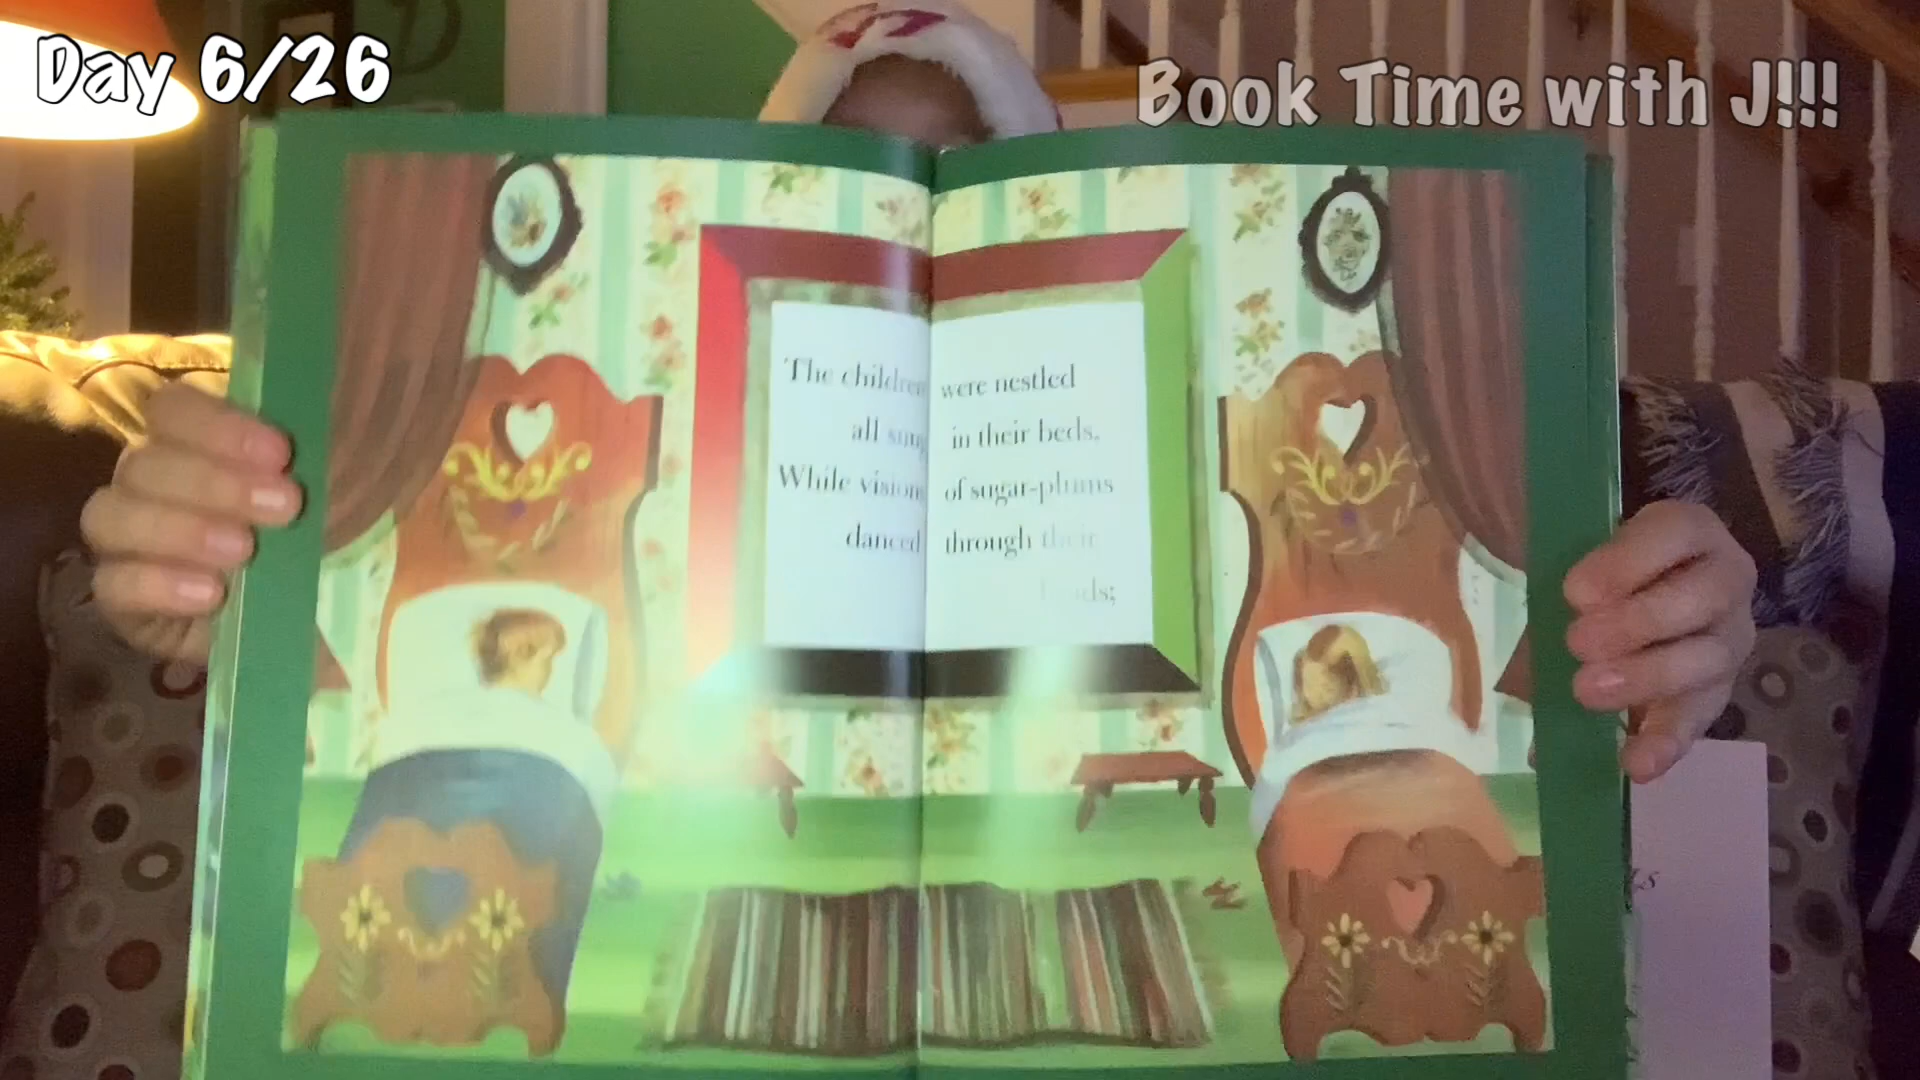 Day 6/26
Book Time with J!!!
The children were nestled
all snug in their beds,
While visions of sugar-plums
danced through their
heads;